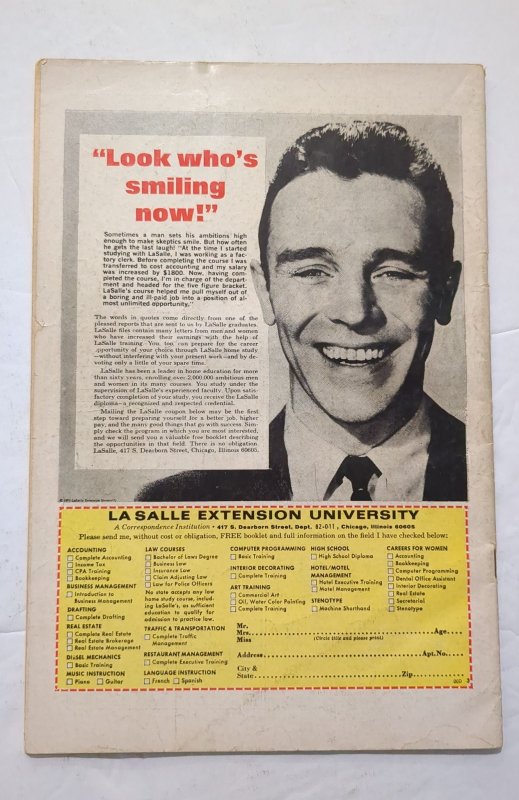 “Look who's
smiling
now!”
Sometimes a man sets his ambitions high
enough to make skeptics smile. But how often
he gets the last laugh! “At the time I started
studying with LaSalle, I was working as a fac-
tory clerk. Before completing the course I was
transferred to cost accounting and my salary
was increased by $1800. Now, having com-
pleted the course, I'm in charge of the depart-
ment and headed for the five figure bracket.
LaSalle's course helped me pull myself out of
a boring and ill-paid job into a position of al-
most unlimited opportunity.”
The words in quotes come directly from one of the
pleased reports that are sent to us by LaSalle graduates.
LaSalle files contain many letters from men and women
who have increased their earnings with the help of
LaSalle training. You, too, can prepare for the career
opportunity of your choice through LaSalle home study
—without interfering with your present work—and by de-
voting only a little of your spare time.
LaSalle has been a leader in home education for more
than sixty years, enrolling over 2,000,000 ambitious men
and women in its many courses. You study under the
supervision of LaSalle's experienced faculty. Upon satis-
factory completion of your study, you receive the LaSalle
diploma—a recognized and respected credential.
Mailing the LaSalle coupon below may be the first
step toward preparing yourself for a better job, higher
pay, and the many good things that go with success. Sim-
ply check the program in which you are most interested,
and we will send you a valuable free booklet describing
the opportunities in that field. There is no obligation.
LaSalle, 417 S. Dearborn Street, Chicago, Illinois 60605.
LaSalle Extension University
LA SALLE EXTENSION UNIVERSITY
A Correspondence Institution • 417 S. Dearborn Street, Dept. 82-011, Chicago, Illinois 60605
Please send me, without cost or obligation, FREE booklet and full information on the field I have checked below:
ACCOUNTING
Complete Accounting
Income Tax
CPA Training
Bookkeeping
BUSINESS MANAGEMENT
Introduction to
Business Management
DRAFTING
Complete Drafting
REAL ESTATE
Complete Real Estate
Real Estate Brokerage
Real Estate Management
DIESEL MECHANICS
Basic Training
MUSIC INSTRUCTION
Piano Guitar
LAW COURSES
Bachelor of Laws Degree
Business Law
Insurance Law
Claim Adjusting Law
Law for Police Officers
No state accepts any law
home study course, includ-
ing LaSalle's, as sufficient
education to qualify for
admission to practice law.
TRAFFIC & TRANSPORTATION
Complete Traffic
Management
RESTAURANT MANAGEMENT
Complete Executive Training
LANGUAGE INSTRUCTION
French Spanish
COMPUTER PROGRAMMING
Basic Training
INTERIOR DECORATING
Complete Training
ART TRAINING
Commercial Art
Oil, Water Color Painting
Complete Training
HIGH SCHOOL
High School Diploma
HOTEL/MOTEL
MANAGEMENT
Hotel Executive Training
Motel Management
STENOTYPE
Machine Shorthand
CAREERS FOR WOMEN
Accounting
Bookkeeping
Computer Programming
Dental Office Assistant
Interior Decorating
Real Estate
Secretarial
Stenotype
Mr.
Mrs. Age
Miss (Circle title and please print)
Address Apt. No.
City &
State Zip